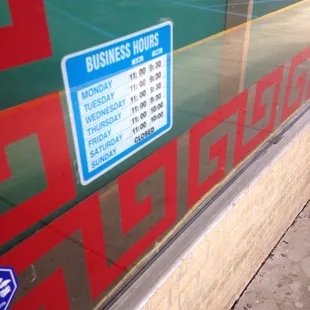 BUSINESS HOURS
MONDAY 11:00 9:30
TUESDAY 11:00 9:30
WEDNESDAY 11:00 9:30
THURSDAY 11:00 9:30
FRIDAY 11:00 10:00
SATURDAY 11:00 10:00
SUNDAY CLOSED